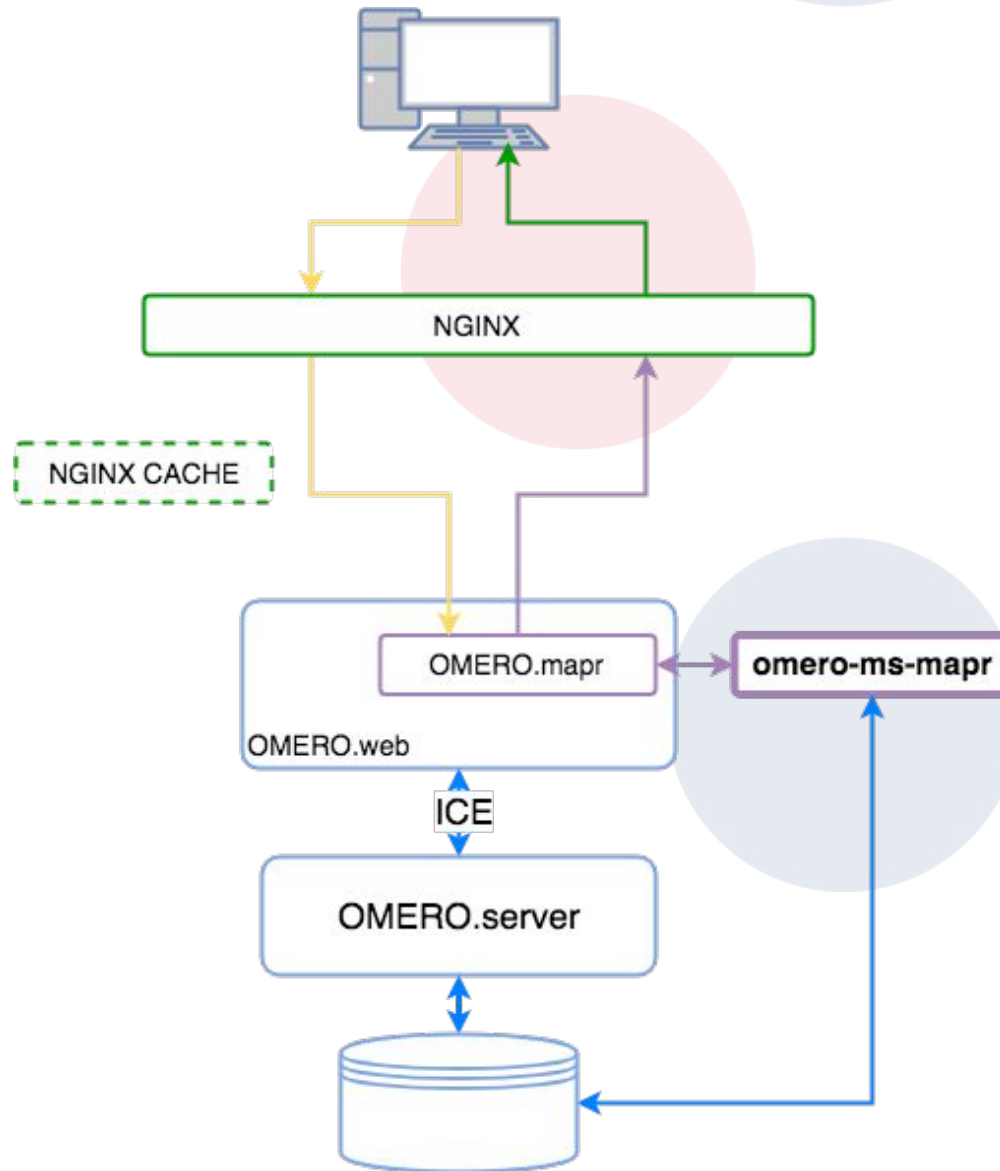 NGINX
NGINX CACHE
OMERO.mapr
omero-ms-mapr
OMERO.web
ICE
OMERO.server